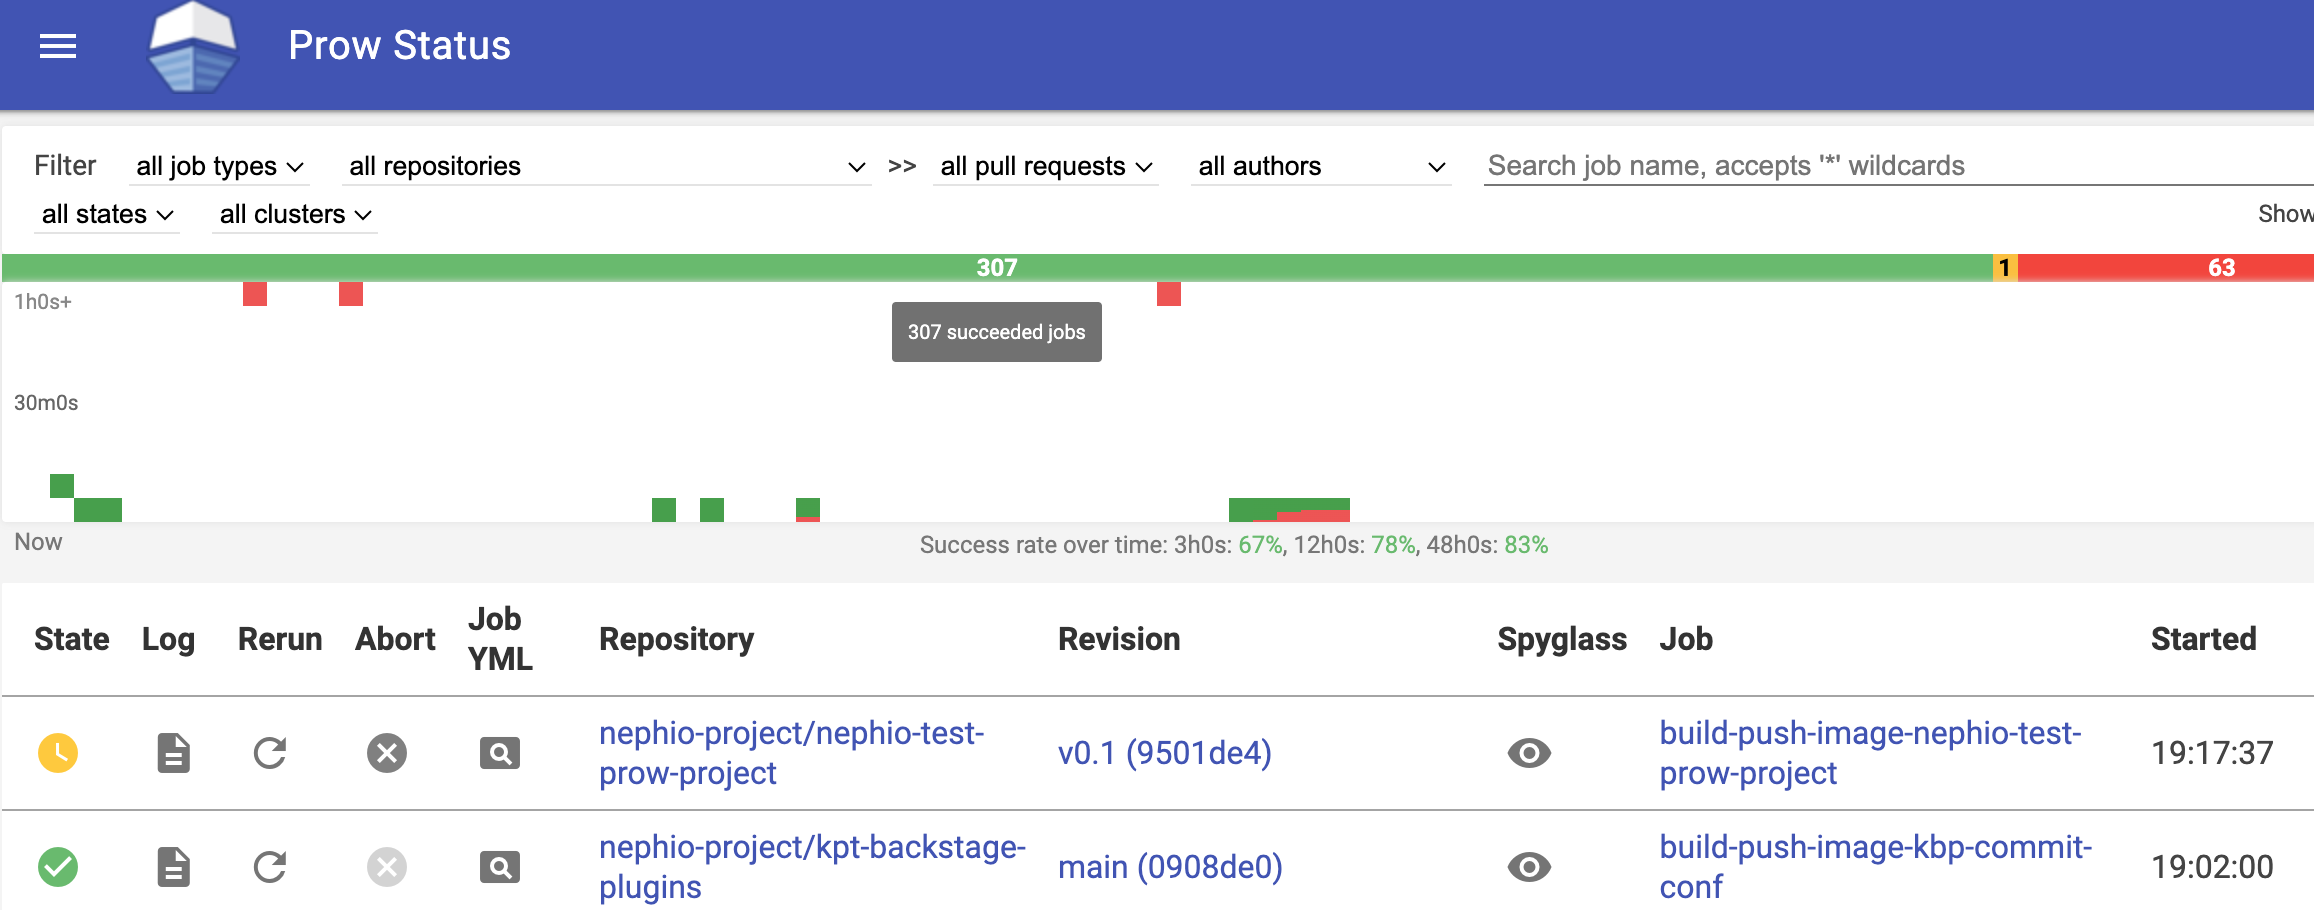 Prow Status
Filter all job types all repositories >> all pull requests all authors Search job name, accepts '*' wildcards
all states all clusters Show
307 1 63
1h0s+
307 succeeded jobs
30m0s
Now Success rate over time: 3h0s: 67%, 12h0s: 78%, 48h0s: 83%
State Log Rerun Abort Job YML Repository Revision Spyglass Job Started
nephio-project/nephio-test-
prow-project
v0.1 (9501de4)
build-push-image-nephio-test-
prow-project
19:17:37
nephio-project/kpt-backstage-
plugins
main (0908de0)
build-push-image-kbp-commit-
conf
19:02:00